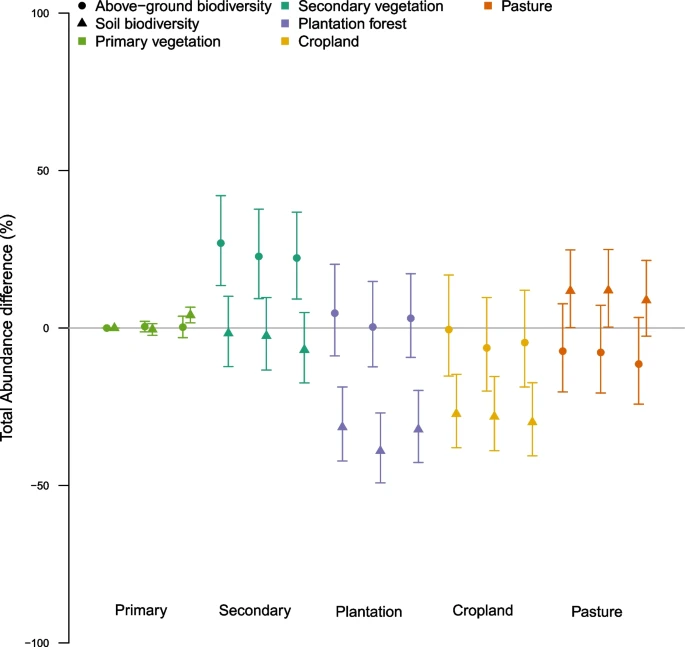 Above−ground biodiversity Secondary vegetation Pasture
Soil biodiversity Plantation forest
Primary vegetation Cropland
100
50
0
−50
−100
Total Abundance difference (%)
Primary Secondary Plantation Cropland Pasture